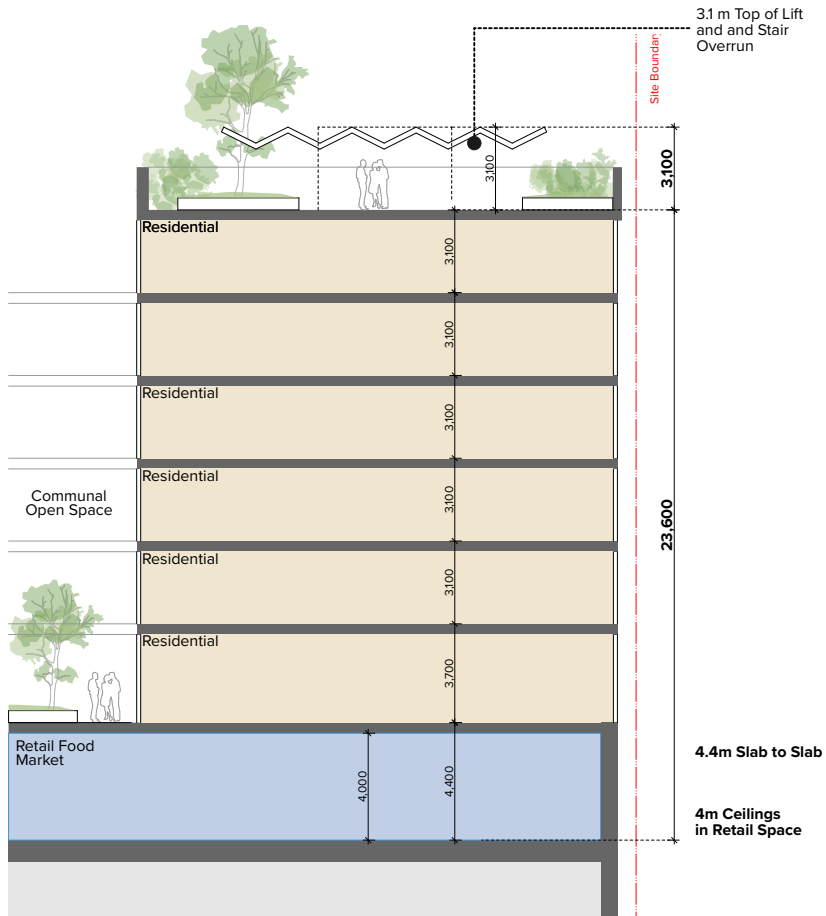 3.1 m Top of Lift
and and Stair
Overrun
Site Boundary
3,100
3,100
Residential
3,100
3,100
Residential
3,100
Residential
3,100
Communal
Open Space
23,600
Residential
3,100
Residential
3,700
Retail Food
Market
4,000
4,400
4.4m Slab to Slab
4m Ceilings
in Retail Space